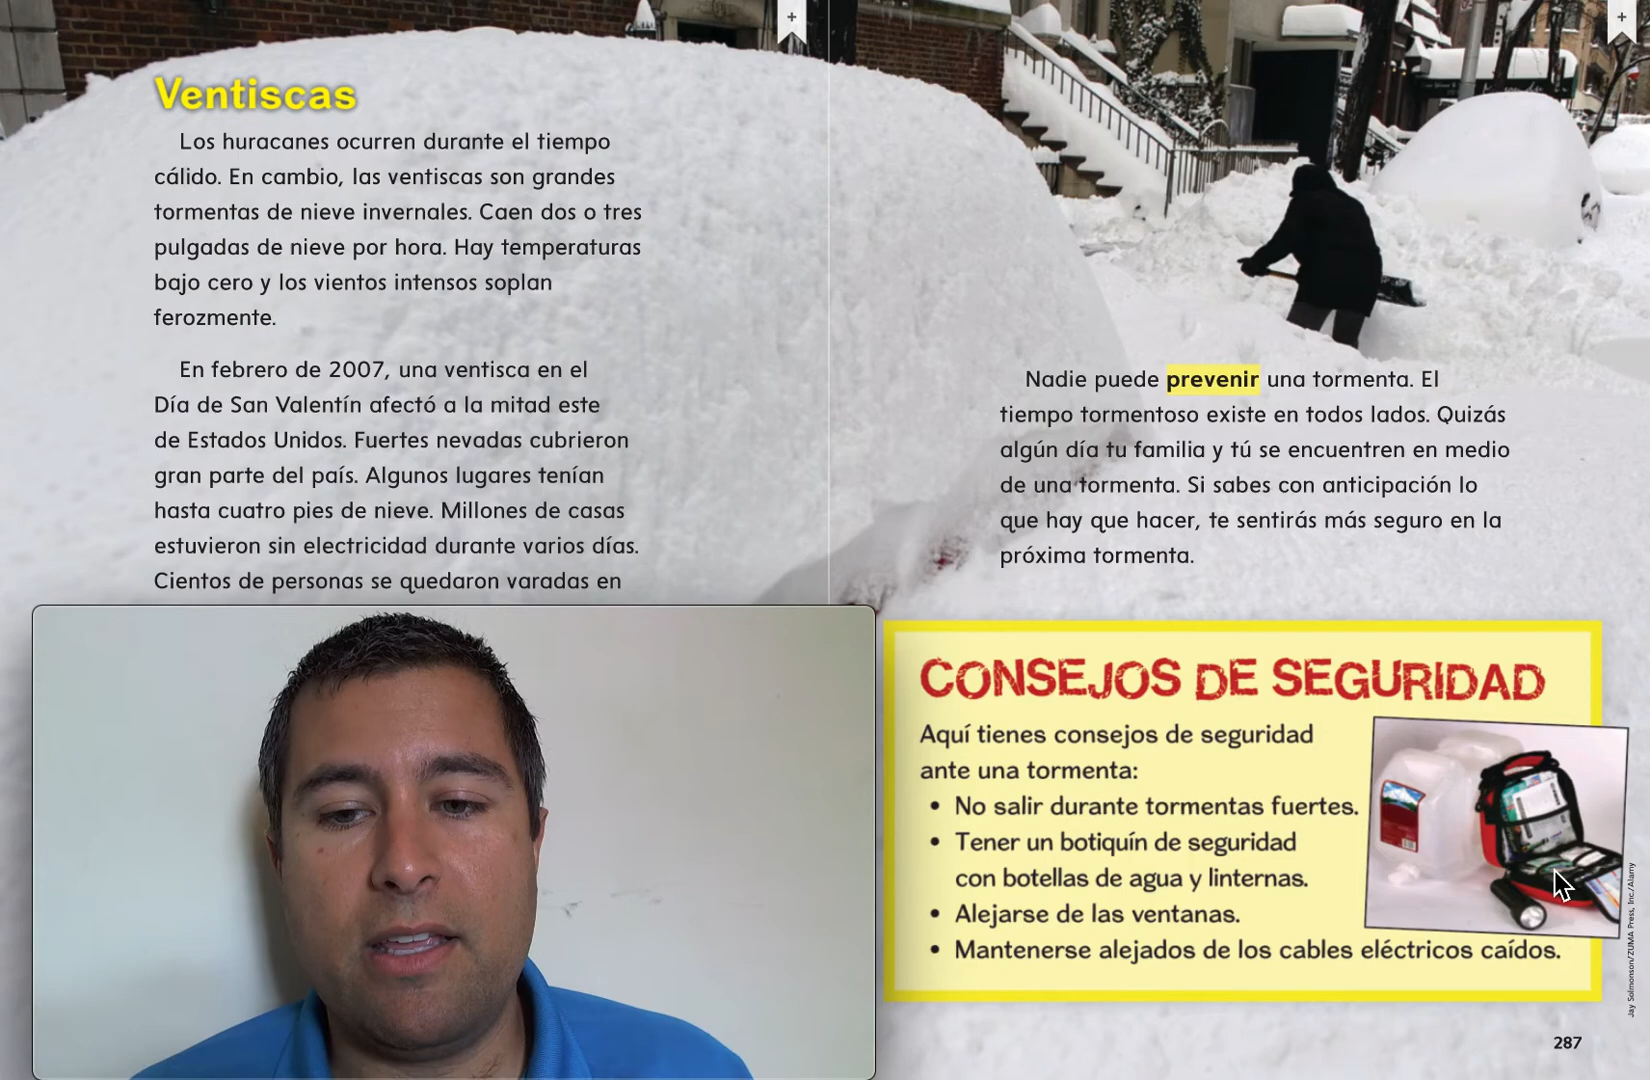 Ventiscas
Los huracanes ocurren durante el tiempo
cálido. En cambio, las ventiscas son grandes
tormentas de nieve invernales. Caen dos o tres
pulgadas de nieve por hora. Hay temperaturas
bajo cero y los vientos intensos soplan
ferozmente.
En febrero de 2007, una ventisca en el
Día de San Valentín afectó a la mitad este
de Estados Unidos. Fuertes nevadas cubrieron
gran parte del país. Algunos lugares tenían
hasta cuatro pies de nieve. Millones de casas
estuvieron sin electricidad durante varios días.
Cientos de personas se quedaron varadas en
Nadie puede prevenir una tormenta. El
tiempo tormentoso existe en todos lados. Quizás
algún día tu familia y tú se encuentren en medio
de una tormenta. Si sabes con anticipación lo
que hay que hacer, te sentirás más seguro en la
próxima tormenta.
CONSEJOS DE SEGURIDAD
Aquí tienes consejos de seguridad
ante una tormenta:
• No salir durante tormentas fuertes.
• Tener un botiquín de seguridad
con botellas de agua y linternas.
• Alejarse de las ventanas.
• Mantenerse alejados de los cables eléctricos caídos.
Jay Solmonson/ZUMA Press, Inc./Alamy
287